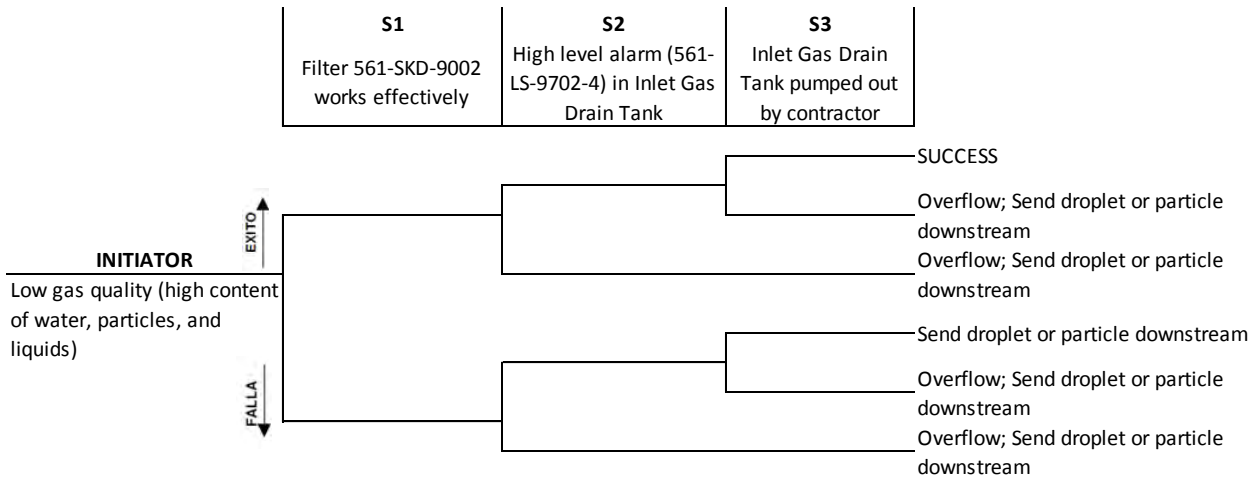 S1
Filter 561-SKD-9002
works effectively
S2
High level alarm (561-
LS-9702-4) in Inlet Gas
Drain Tank
S3
Inlet Gas Drain
Tank pumped out
by contractor
SUCCESS
Overflow; Send droplet or particle
downstream
EXITO
INITIATOR
Overflow; Send droplet or particle
downstream
Low gas quality (high content
of water, particles, and
liquids)
Send droplet or particle downstream
FALLA
Overflow; Send droplet or particle
downstream
Overflow; Send droplet or particle
downstream